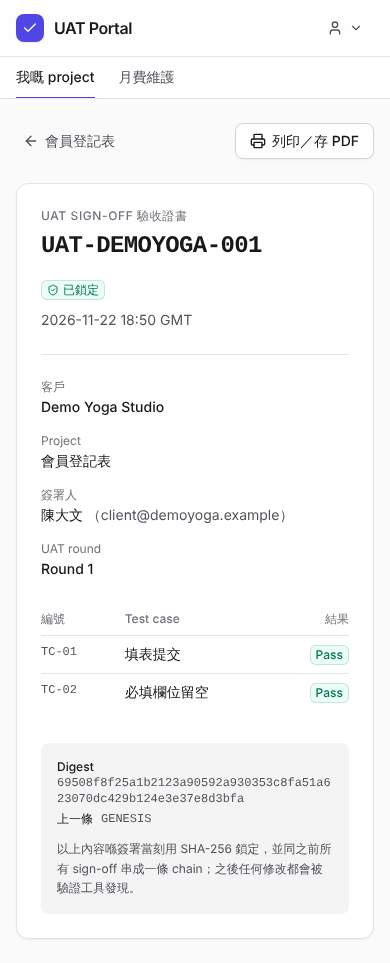 UAT Portal
我嘅 project
月費維護
會員登記表
列印／存 PDF
UAT SIGN-OFF 驗收證書
UAT-DEMOYOGA-001
已鎖定
2026-11-22 18:50 GMT
客戶
Demo Yoga Studio
Project
會員登記表
簽署人
陳大文 （client@demoyoga.example）
UAT round
Round 1
編號 Test case 結果
TC-01 填表提交 Pass
TC-02 必填欄位留空 Pass
Digest
69508f8f25a1b2123a90592a930353c8fa51a6
23070dc429b124e3e37e8d3bfa
上一條 GENESIS
以上內容喺簽署當刻用 SHA-256 鎖定，並同之前所
有 sign-off 串成一條 chain；之後任何修改都會被
驗證工具發現。